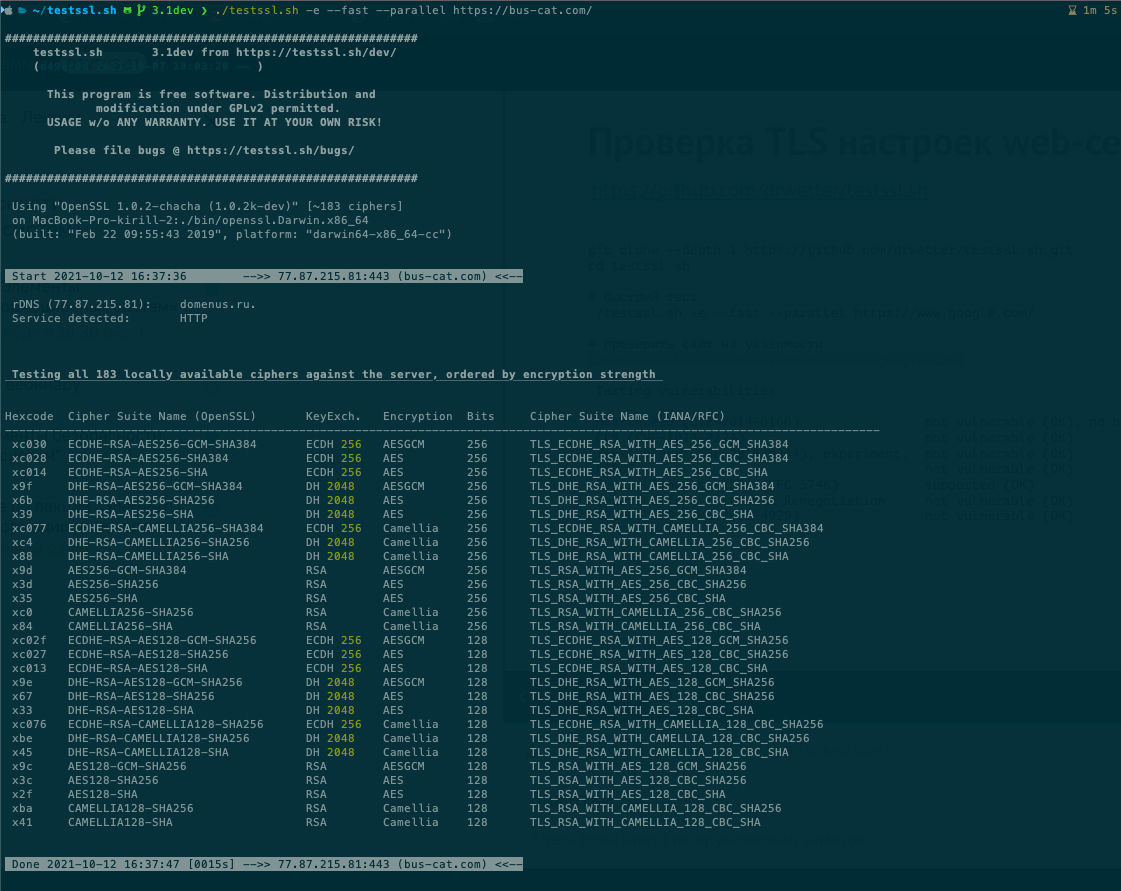 ~/testssl.sh 3.1dev ❯ ./testssl.sh -e --fast --parallel https://bus-cat.com/ 1m 5s
###########################################################
testssl.sh 3.1dev from https://testssl.sh/dev/
( )
This program is free software. Distribution and
modification under GPLv2 permitted.
USAGE w/o ANY WARRANTY. USE IT AT YOUR OWN RISK!
Please file bugs @ https://testssl.sh/bugs/
###########################################################
Using "OpenSSL 1.0.2-chacha (1.0.2k-dev)" [~183 ciphers]
on MacBook-Pro-kirill-2:./bin/openssl.Darwin.x86_64
(built: "Feb 22 09:55:43 2019", platform: "darwin64-x86_64-cc")
Start 2021-10-12 16:37:36 -->> 77.87.215.81:443 (bus-cat.com) <<--
rDNS (77.87.215.81): domenus.ru.
Service detected: HTTP
Testing all 183 locally available ciphers against the server, ordered by encryption strength
Hexcode Cipher Suite Name (OpenSSL) KeyExch. Encryption Bits Cipher Suite Name (IANA/RFC)
xc030 ECDHE-RSA-AES256-GCM-SHA384 ECDH 256 AESGCM 256 TLS_ECDHE_RSA_WITH_AES_256_GCM_SHA384
xc028 ECDHE-RSA-AES256-SHA384 ECDH 256 AES 256 TLS_ECDHE_RSA_WITH_AES_256_CBC_SHA384
xc014 ECDHE-RSA-AES256-SHA ECDH 256 AES 256 TLS_ECDHE_RSA_WITH_AES_256_CBC_SHA
x9f DHE-RSA-AES256-GCM-SHA384 DH 2048 AESGCM 256 TLS_DHE_RSA_WITH_AES_256_GCM_SHA384
x6b DHE-RSA-AES256-SHA256 DH 2048 AES 256 TLS_DHE_RSA_WITH_AES_256_CBC_SHA256
x39 DHE-RSA-AES256-SHA DH 2048 AES 256 TLS_DHE_RSA_WITH_AES_256_CBC_SHA
xc077 ECDHE-RSA-CAMELLIA256-SHA384 ECDH 256 Camellia 256 TLS_ECDHE_RSA_WITH_CAMELLIA_256_CBC_SHA384
xc4 DHE-RSA-CAMELLIA256-SHA256 DH 2048 Camellia 256 TLS_DHE_RSA_WITH_CAMELLIA_256_CBC_SHA256
x88 DHE-RSA-CAMELLIA256-SHA DH 2048 Camellia 256 TLS_DHE_RSA_WITH_CAMELLIA_256_CBC_SHA
x9d AES256-GCM-SHA384 RSA AESGCM 256 TLS_RSA_WITH_AES_256_GCM_SHA384
x3d AES256-SHA256 RSA AES 256 TLS_RSA_WITH_AES_256_CBC_SHA256
x35 AES256-SHA RSA AES 256 TLS_RSA_WITH_AES_256_CBC_SHA
xc0 CAMELLIA256-SHA256 RSA Camellia 256 TLS_RSA_WITH_CAMELLIA_256_CBC_SHA256
x84 CAMELLIA256-SHA RSA Camellia 256 TLS_RSA_WITH_CAMELLIA_256_CBC_SHA
xc02f ECDHE-RSA-AES128-GCM-SHA256 ECDH 256 AESGCM 128 TLS_ECDHE_RSA_WITH_AES_128_GCM_SHA256
xc027 ECDHE-RSA-AES128-SHA256 ECDH 256 AES 128 TLS_ECDHE_RSA_WITH_AES_128_CBC_SHA256
xc013 ECDHE-RSA-AES128-SHA ECDH 256 AES 128 TLS_ECDHE_RSA_WITH_AES_128_CBC_SHA
x9e DHE-RSA-AES128-GCM-SHA256 DH 2048 AESGCM 128 TLS_DHE_RSA_WITH_AES_128_GCM_SHA256
x67 DHE-RSA-AES128-SHA256 DH 2048 AES 128 TLS_DHE_RSA_WITH_AES_128_CBC_SHA256
x33 DHE-RSA-AES128-SHA DH 2048 AES 128 TLS_DHE_RSA_WITH_AES_128_CBC_SHA
xc076 ECDHE-RSA-CAMELLIA128-SHA256 ECDH 256 Camellia 128 TLS_ECDHE_RSA_WITH_CAMELLIA_128_CBC_SHA256
xbe DHE-RSA-CAMELLIA128-SHA256 DH 2048 Camellia 128 TLS_DHE_RSA_WITH_CAMELLIA_128_CBC_SHA256
x45 DHE-RSA-CAMELLIA128-SHA DH 2048 Camellia 128 TLS_DHE_RSA_WITH_CAMELLIA_128_CBC_SHA
x9c AES128-GCM-SHA256 RSA AESGCM 128 TLS_RSA_WITH_AES_128_GCM_SHA256
x3c AES128-SHA256 RSA AES 128 TLS_RSA_WITH_AES_128_CBC_SHA256
x2f AES128-SHA RSA AES 128 TLS_RSA_WITH_AES_128_CBC_SHA
xba CAMELLIA128-SHA256 RSA Camellia 128 TLS_RSA_WITH_CAMELLIA_128_CBC_SHA256
x41 CAMELLIA128-SHA RSA Camellia 128 TLS_RSA_WITH_CAMELLIA_128_CBC_SHA
Done 2021-10-12 16:37:47 [0015s] -->> 77.87.215.81:443 (bus-cat.com) <<--
Проверка TLS настроек
https://github.com/drwetter/testssl.sh